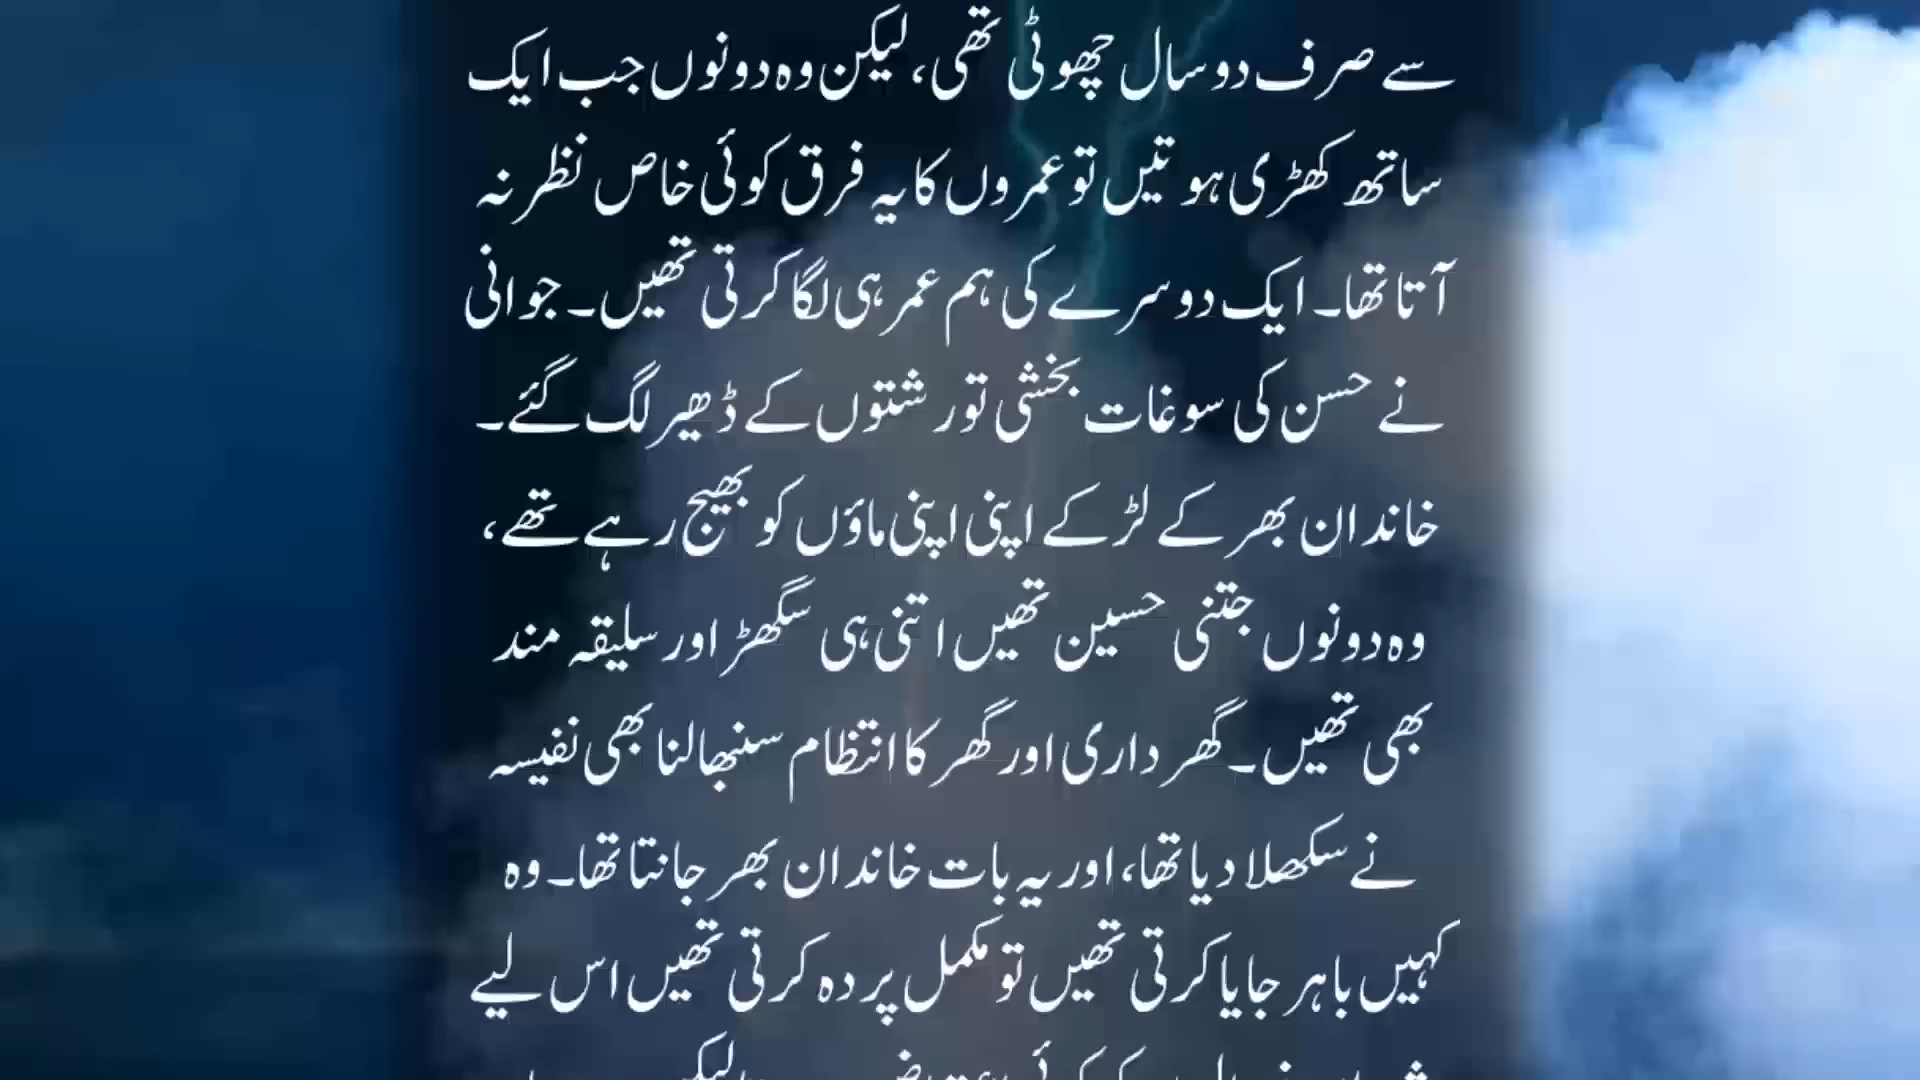 سے صرف دو سال چھوٹی تھی، لیکن وہ دونوں جب ایک
ساتھ کھڑی ہوتیں تو عمروں کا یہ فرق کوئی خاص نظر نہ
آتا تھا۔ ایک دوسرے کی ہم عمر ہی لگا کرتی تھیں۔ جوانی
نے حسن کی سوغات بخشی تو رشتوں کے ڈھیر لگ گئے۔
خاندان بھر کے لڑکے اپنی اپنی ماؤں کو بھیج رہے تھے،
وہ دونوں جتنی حسین تھیں اتنی ہی سگھڑ اور سلیقہ مند
بھی تھیں۔ گھر داری اور گھر کا انتظام سنبھالنا بھی نفیسہ
نے سکھلا دیا تھا، اور یہ بات خاندان بھر جانتا تھا۔ وہ
کہیں باہر جایا کرتی تھیں تو مکمل پردہ کرتی تھیں اس لیے